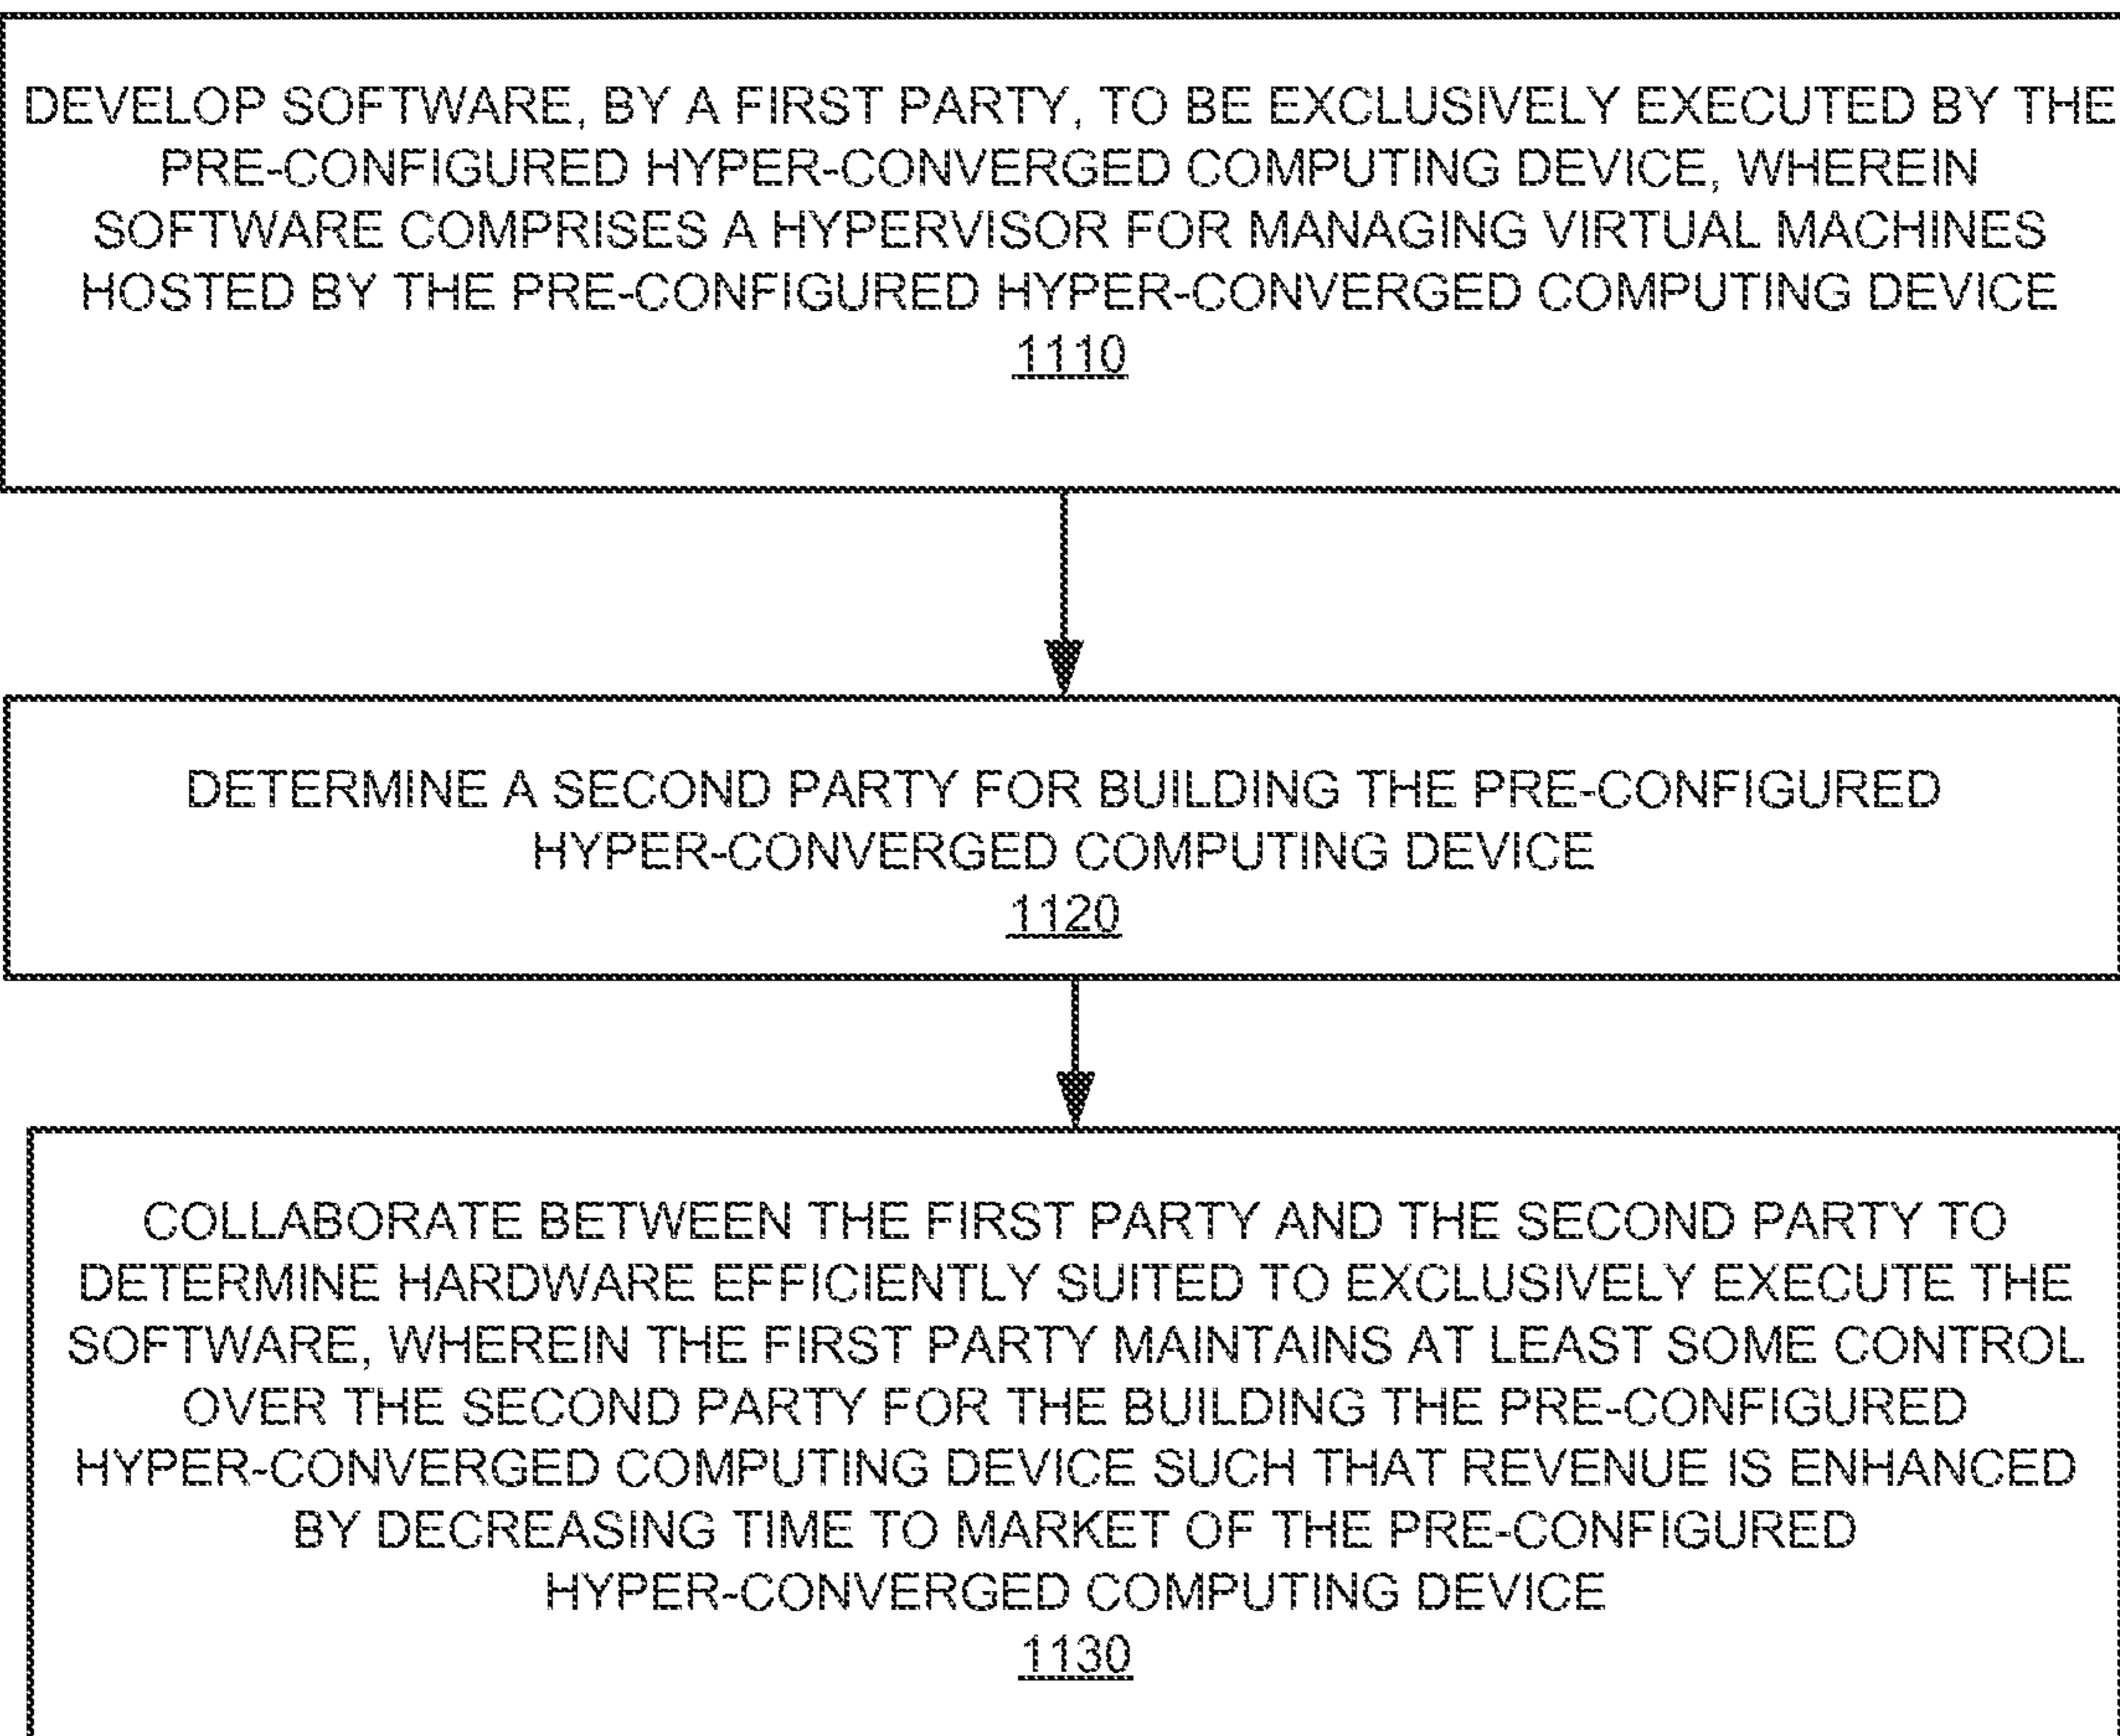 DEVELOP SOFTWARE, BY A FIRST PARTY, TO BE EXCLUSIVELY EXECUTED BY THE
PRE-CONFIGURED HYPER-CONVERGED COMPUTING DEVICE, WHEREIN
SOFTWARE COMPRISES A HYPERVISOR FOR MANAGING VIRTUAL MACHINES
HOSTED BY THE PRE-CONFIGURED HYPER-CONVERGED COMPUTING DEVICE
1110
DETERMINE A SECOND PARTY FOR BUILDING THE PRE-CONFIGURED
HYPER-CONVERGED COMPUTING DEVICE
1120
COLLABORATE BETWEEN THE FIRST PARTY AND THE SECOND PARTY TO
DETERMINE HARDWARE EFFICIENTLY SUITED TO EXCLUSIVELY EXECUTE THE
SOFTWARE, WHEREIN THE FIRST PARTY MAINTAINS AT LEAST SOME CONTROL
OVER THE SECOND PARTY FOR THE BUILDING THE PRE-CONFIGURED
HYPER-CONVERGED COMPUTING DEVICE SUCH THAT REVENUE IS ENHANCED
BY DECREASING TIME TO MARKET OF THE PRE-CONFIGURED
HYPER-CONVERGED COMPUTING DEVICE
1130